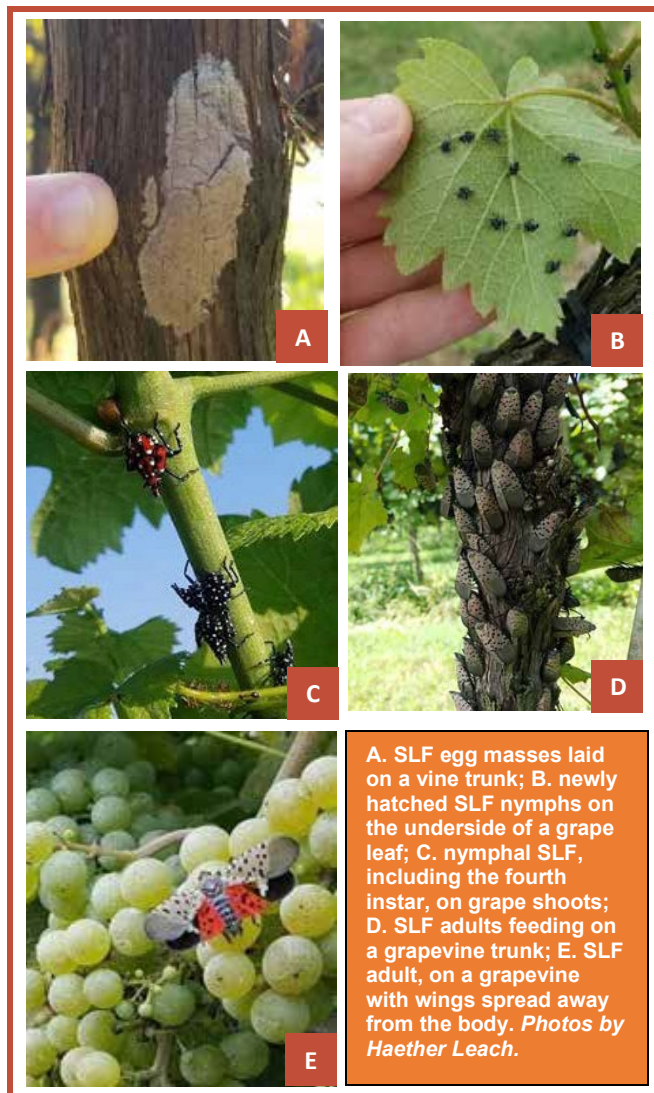 A
B
C
D
E
A. SLF egg masses laid
on a vine trunk; B. newly
hatched SLF nymphs on
the underside of a grape
leaf; C. nymphal SLF,
including the fourth
instar, on grape shoots;
D. SLF adults feeding on
a grapevine trunk; E. SLF
adult, on a grapevine
with wings spread away
from the body. Photos by
Haether Leach.